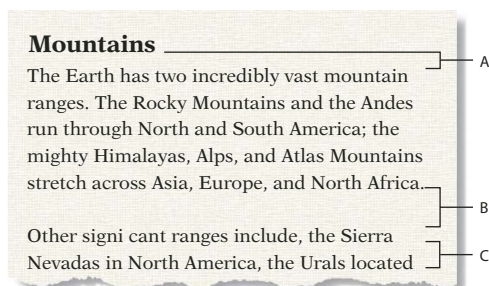 Mountains
The Earth has two incredibly vast mountain
ranges. The Rocky Mountains and the Andes
run through North and South America; the
mighty Himalayas, Alps, and Atlas Mountains
stretch across Asia, Europe, and North Africa.
Other signi cant ranges include, the Sierra
Nevadas in North America, the Urals located
A
B
C